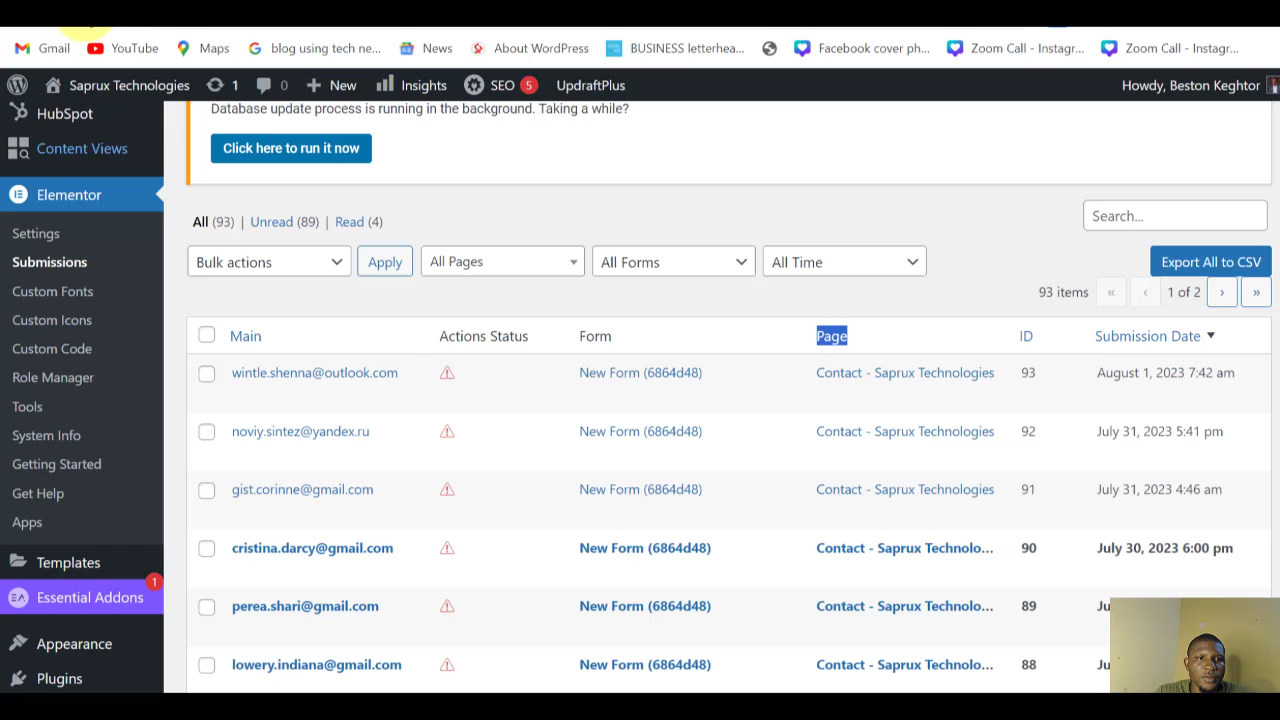 Gmail YouTube Maps blog using tech ne... News About WordPress BUSINESS letterhea... Facebook cover ph... Zoom Call - Instagr... Zoom Call - Instagr...
Saprux Technologies 1 0 New Insights SEO 5 UpdraftPlus Howdy, Beston Keghtor
HubSpot
Content Views
Elementor
Settings
Submissions
Custom Fonts
Custom Icons
Custom Code
Role Manager
Tools
System Info
Getting Started
Get Help
Apps
Templates
Essential Addons 1
Appearance
Plugins
Database update process is running in the background. Taking a while?
Click here to run it now
All (93) | Unread (89) | Read (4)
Search...
Bulk actions Apply All Pages All Forms All Time Export All to CSV
93 items « ‹ 1 of 2 › »
Main Actions Status Form Page ID Submission Date
wintle.shenna@outlook.com New Form (6864d48) Contact - Saprux Technologies 93 August 1, 2023 7:42 am
noviy.sintez@yandex.ru New Form (6864d48) Contact - Saprux Technologies 92 July 31, 2023 5:41 pm
gist.corinne@gmail.com New Form (6864d48) Contact - Saprux Technologies 91 July 31, 2023 4:46 am
cristina.darcy@gmail.com New Form (6864d48) Contact - Saprux Technolo... 90 July 30, 2023 6:00 pm
perea.shari@gmail.com New Form (6864d48) Contact - Saprux Technolo... 89
lowery.indiana@gmail.com New Form (6864d48) Contact - Saprux Technolo... 88